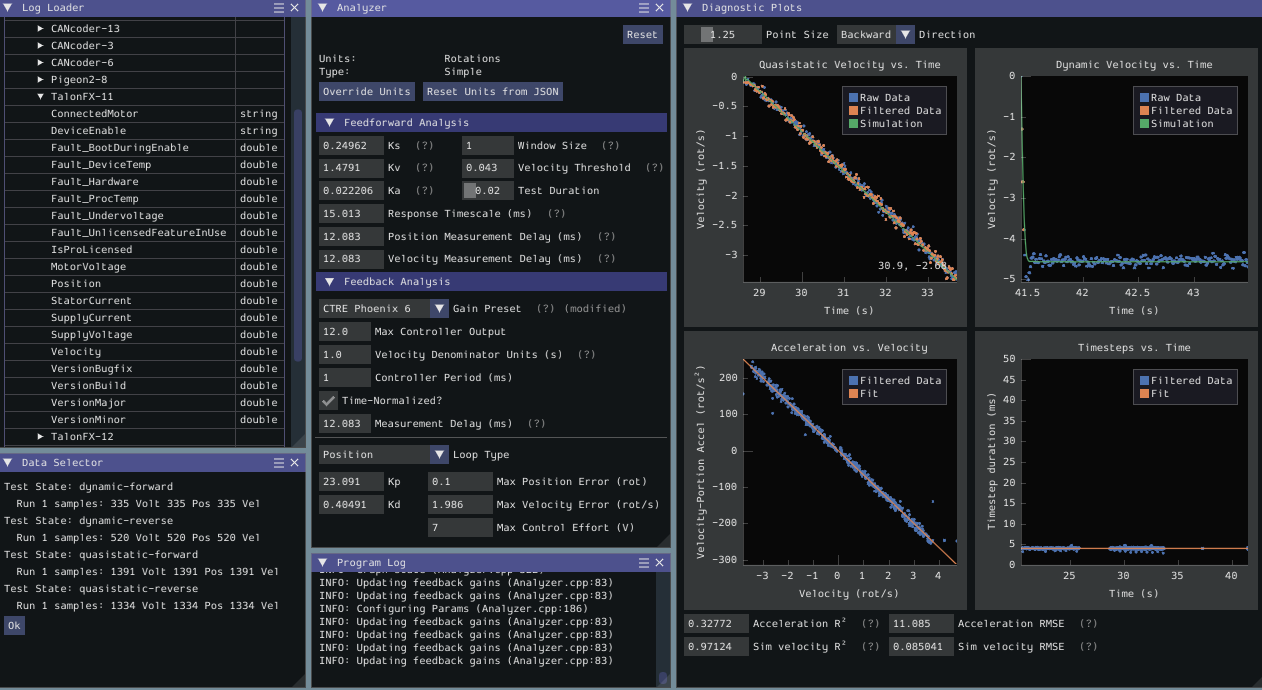 Log Loader
CANcoder-13
CANcoder-3
CANcoder-6
Pigeon2-8
TalonFX-11
ConnectedMotor string
DeviceEnable string
Fault_BootDuringEnable double
Fault_DeviceTemp double
Fault_Hardware double
Fault_ProcTemp double
Fault_Undervoltage double
Fault_UnlicensedFeatureInUse double
IsProLicensed double
MotorVoltage double
Position double
StatorCurrent double
SupplyCurrent double
SupplyVoltage double
Velocity double
VersionBugfix double
VersionBuild double
VersionMajor double
VersionMinor double
TalonFX-12
Data Selector
Test State: dynamic-forward
Run 1 samples: 335 Volt 335 Pos 335 Vel
Test State: dynamic-reverse
Run 1 samples: 520 Volt 520 Pos 520 Vel
Test State: quasistatic-forward
Run 1 samples: 1391 Volt 1391 Pos 1391 Vel
Test State: quasistatic-reverse
Run 1 samples: 1334 Volt 1334 Pos 1334 Vel
Ok
Analyzer
Reset
Units: Rotations
Type: Simple
Override Units Reset Units from JSON
Feedforward Analysis
0.24962 Ks (?) 1 Window Size (?)
1.4791 Kv (?) 0.043 Velocity Threshold (?)
0.022206 Ka (?) 0.02 Test Duration
15.013 Response Timescale (ms) (?)
12.083 Position Measurement Delay (ms) (?)
12.083 Velocity Measurement Delay (ms) (?)
Feedback Analysis
CTRE Phoenix 6 Gain Preset (?) (modified)
12.0 Max Controller Output
1.0 Velocity Denominator Units (s) (?)
1 Controller Period (ms)
Time-Normalized?
12.083 Measurement Delay (ms) (?)
Position Loop Type
23.091 Kp 0.1 Max Position Error (rot)
0.40491 Kd 1.986 Max Velocity Error (rot/s)
7 Max Control Effort (V)
Program Log
INFO: Updating feedback gains (Analyzer.cpp:83)
INFO: Updating feedback gains (Analyzer.cpp:83)
INFO: Configuring Params (Analyzer.cpp:186)
INFO: Updating feedback gains (Analyzer.cpp:83)
INFO: Updating feedback gains (Analyzer.cpp:83)
INFO: Updating feedback gains (Analyzer.cpp:83)
INFO: Updating feedback gains (Analyzer.cpp:83)
Diagnostic Plots
1.25 Point Size Backward Direction
Quasistatic Velocity vs. Time
Raw Data
Filtered Data
Simulation
Velocity (rot/s)
0
−0.5
−1
−1.5
−2
−2.5
−3
30.9, −2.68
29 30 31 32 33
Time (s)
Dynamic Velocity vs. Time
Raw Data
Filtered Data
Simulation
Velocity (rot/s)
0
−1
−2
−3
−4
−5
41.5 42 42.5 43
Time (s)
Acceleration vs. Velocity
Filtered Data
Fit
Velocity-Portion Accel (rot/s²)
200
100
0
−100
−200
−300
−3 −2 −1 0 1 2 3 4
Velocity (rot/s)
Timesteps vs. Time
Filtered Data
Fit
Timestep duration (ms)
50
45
40
35
30
25
20
15
10
5
0
25 30 35 40
Time (s)
0.32772 Acceleration R² (?) 11.085 Acceleration RMSE (?)
0.97124 Sim velocity R² (?) 0.085041 Sim velocity RMSE (?)